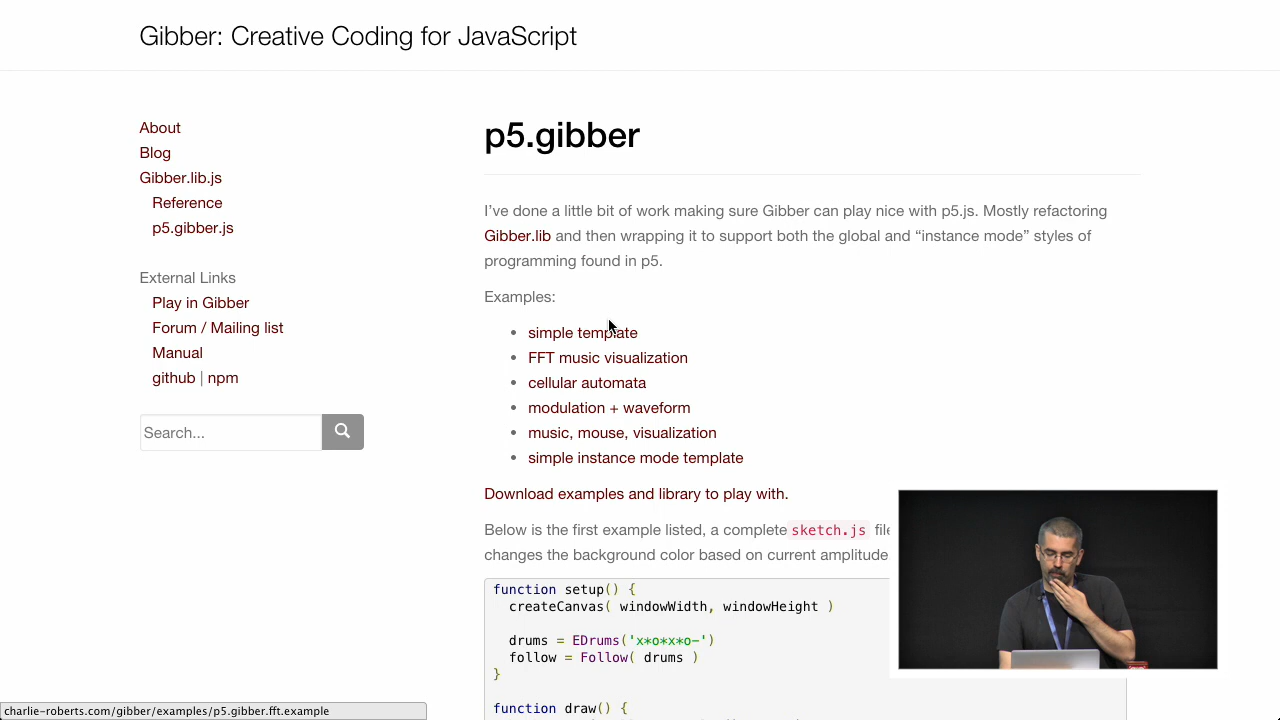 Gibber: Creative Coding for JavaScript
About
Blog
Gibber.lib.js
Reference
p5.gibber.js
External Links
Play in Gibber
Forum / Mailing list
Manual
github | npm
Search...
p5.gibber
I’ve done a little bit of work making sure Gibber can play nice with p5.js. Mostly refactoring
Gibber.lib and then wrapping it to support both the global and “instance mode” styles of
programming found in p5.
Examples:
• simple template
• FFT music visualization
• cellular automata
• modulation + waveform
• music, mouse, visualization
• simple instance mode template
Download examples and library to play with.
Below is the first example listed, a complete sketch.js file
changes the background color based on current amplitude
function setup() {
createCanvas( windowWidth, windowHeight )
drums = EDrums('x*o*x*o-')
follow = Follow( drums )
}
function draw() {
charlie-roberts.com/gibber/examples/p5.gibber.fft.example